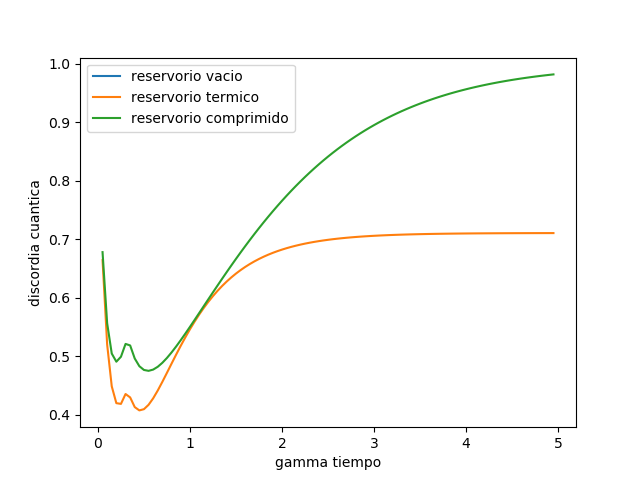 1.0
0.9
0.8
0.7
0.6
0.5
0.4
discordia cuantica
reservorio vacio
reservorio termico
reservorio comprimido
0 1 2 3 4 5
gamma tiempo